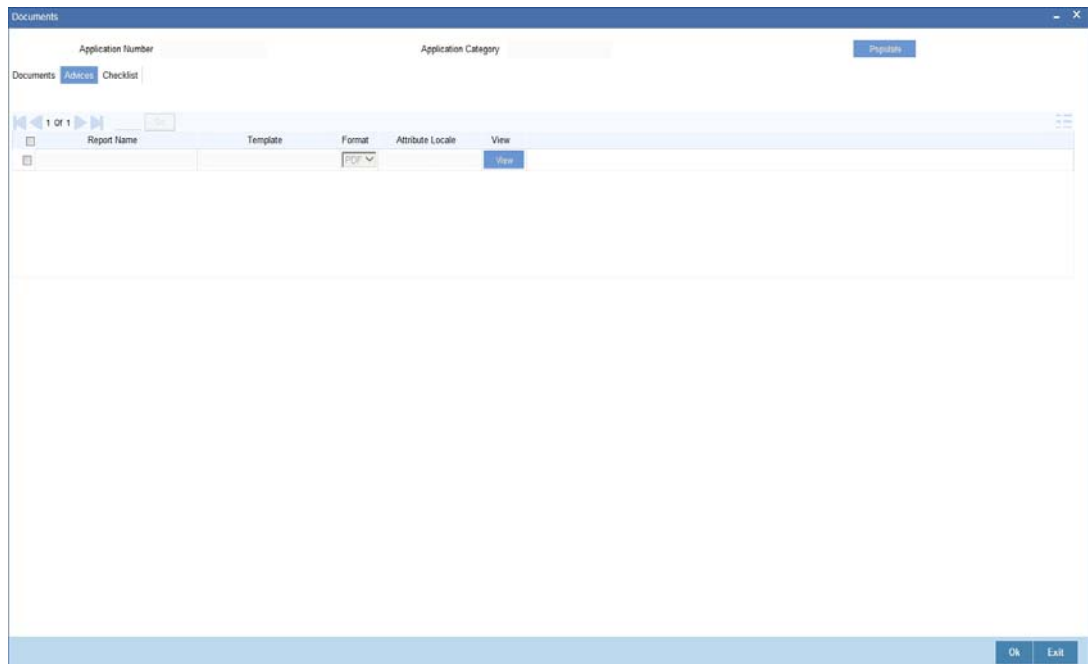 Documents
Application Number Application Category Populate
Documents Advices Checklist
1 Of 1 Go
Report Name Template Format Attribute Locale View
PDF View
Ok Exit